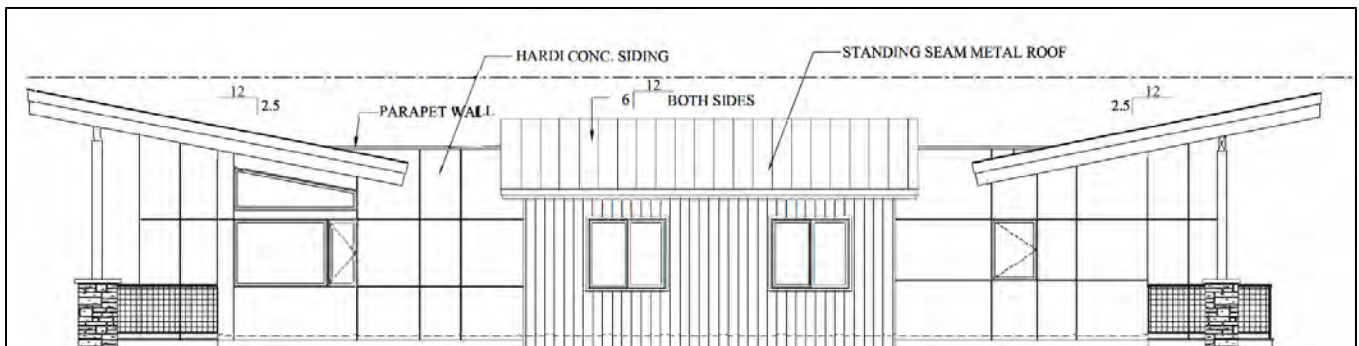 HARDI CONC. SIDING
STANDING SEAM METAL ROOF
12
2.5
PARAPET WALL
12
6 BOTH SIDES
12
2.5